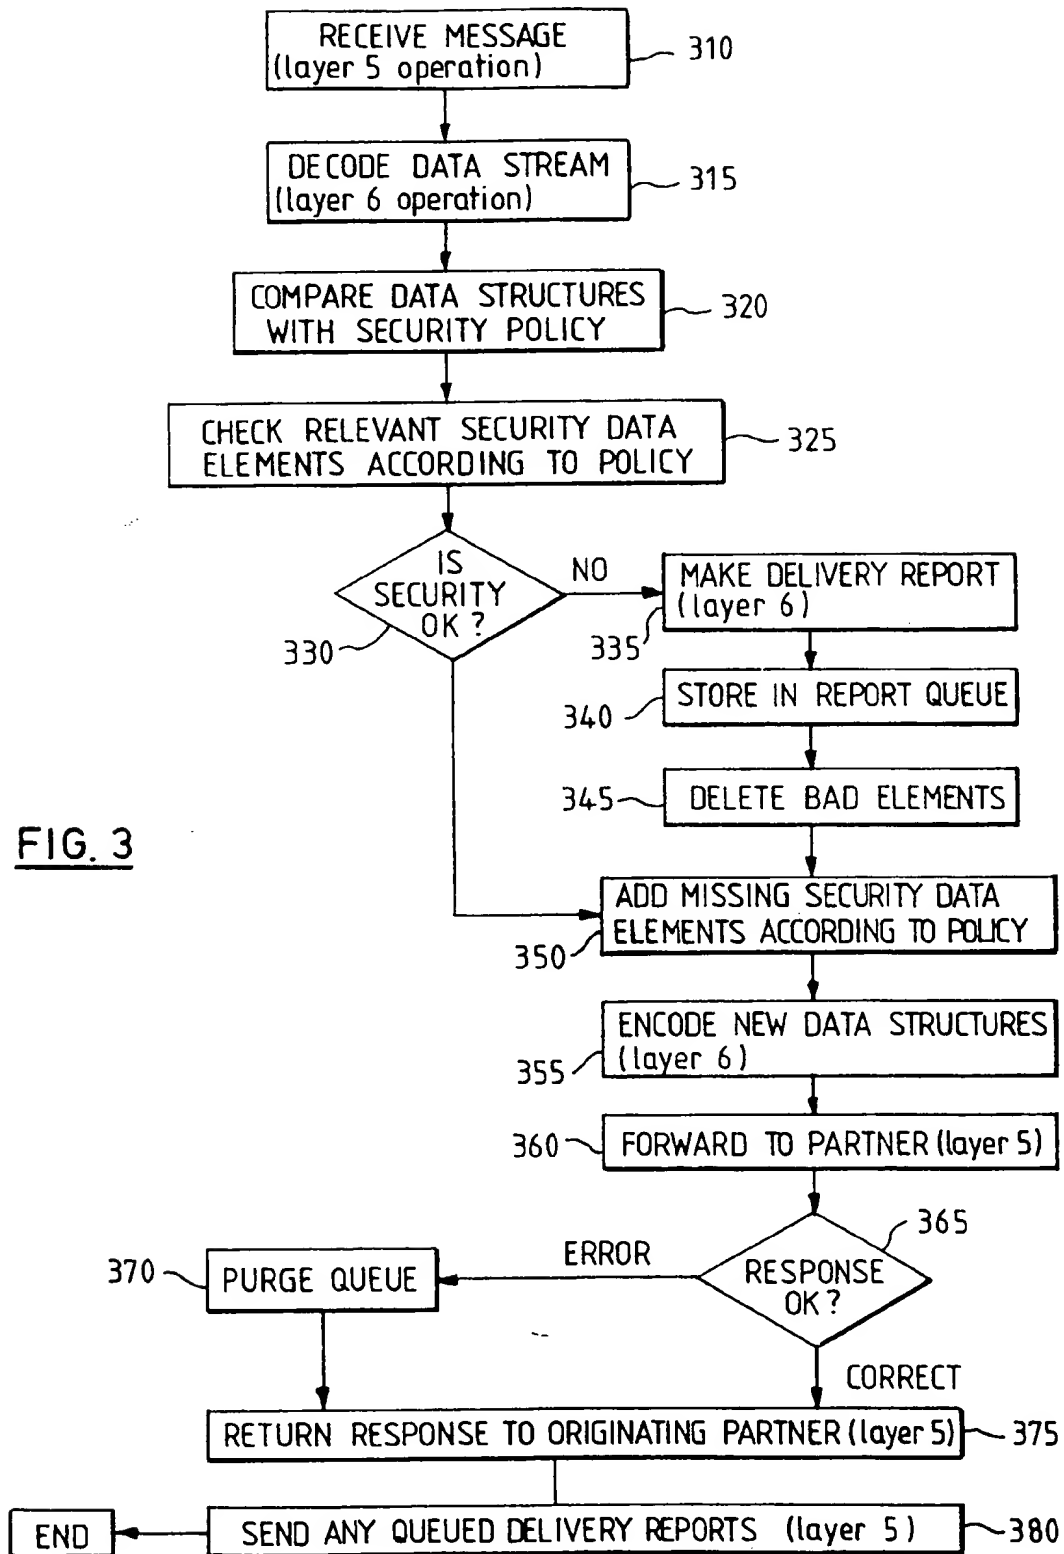 RECEIVE MESSAGE
(layer 5 operation)
310
DECODE DATA STREAM
(layer 6 operation)
315
COMPARE DATA STRUCTURES
WITH SECURITY POLICY
320
CHECK RELEVANT SECURITY DATA
ELEMENTS ACCORDING TO POLICY
325
IS
SECURITY
OK?
330
NO
MAKE DELIVERY REPORT
(layer 6)
335
STORE IN REPORT QUEUE
340
DELETE BAD ELEMENTS
345
FIG. 3
ADD MISSING SECURITY DATA
ELEMENTS ACCORDING TO POLICY
350
ENCODE NEW DATA STRUCTURES
(layer 6)
355
FORWARD TO PARTNER (layer 5)
360
RESPONSE
OK?
365
ERROR
PURGE QUEUE
370
CORRECT
RETURN RESPONSE TO ORIGINATING PARTNER (layer 5)
375
SEND ANY QUEUED DELIVERY REPORTS (layer 5)
380
END